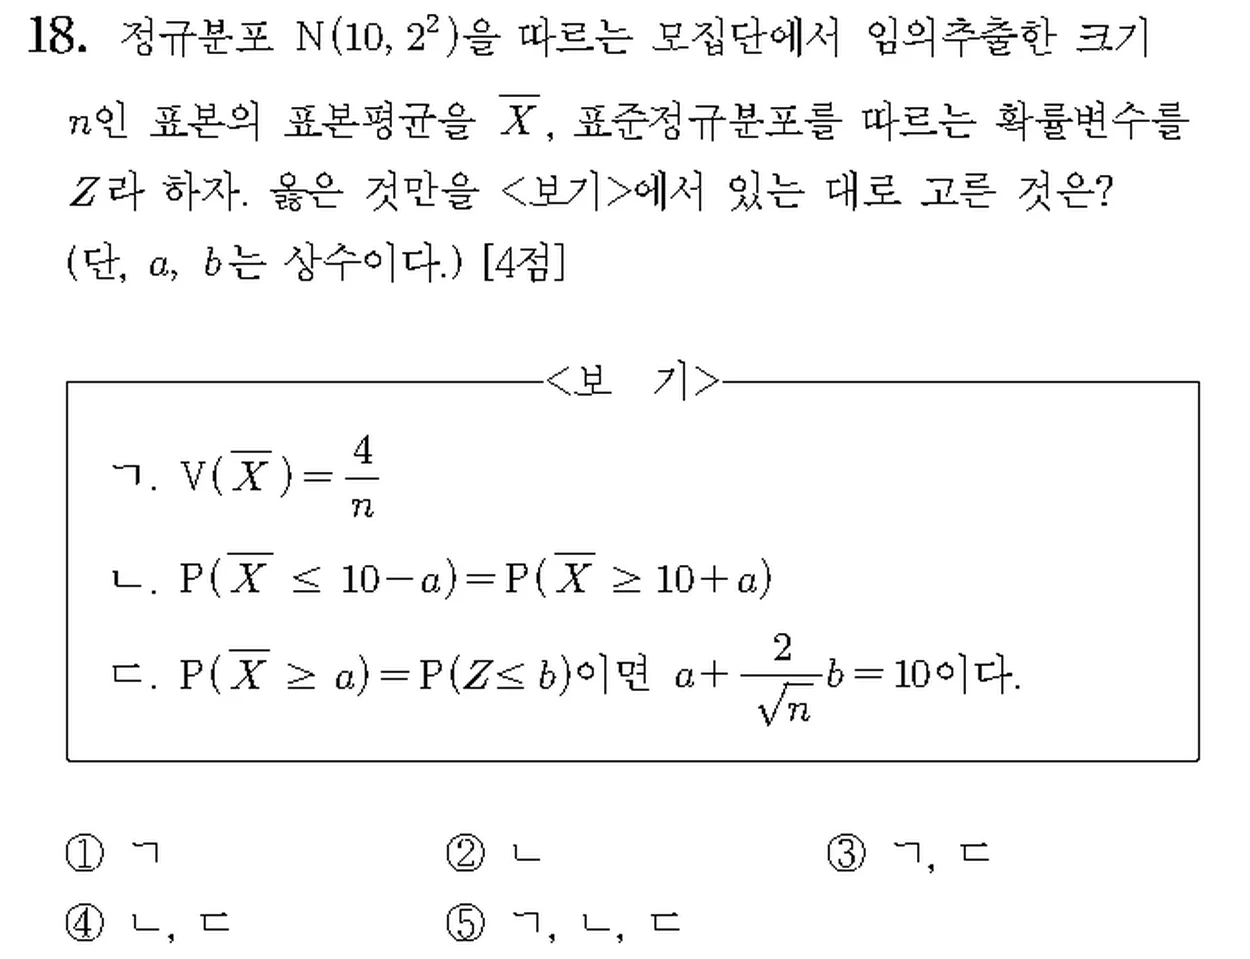 18. 정규분포 N(10, 2²)을 따르는 모집단에서 임의추출한 크기
n인 표본의 표본평균을 X̅, 표준정규분포를 따르는 확률변수를
Z라 하자. 옳은 것만을 <보기>에서 있는 대로 고른 것은?
(단, a, b는 상수이다.) [4점]
<보 기>
ㄱ. V(X̅)=4/n
ㄴ. P(X̅ ≤ 10−a)=P(X̅ ≥ 10+a)
ㄷ. P(X̅ ≥ a)=P(Z≤ b)이면 a+2/√n b=10이다.
① ㄱ ② ㄴ ③ ㄱ, ㄷ
④ ㄴ, ㄷ ⑤ ㄱ, ㄴ, ㄷ